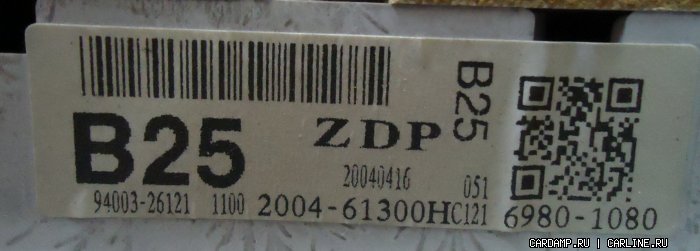 B25 ZDP B25
20040416 051
94003-26121 1100 2004-61300HC121 6980-1080
CARDAMP.RU | CARLINE.RU